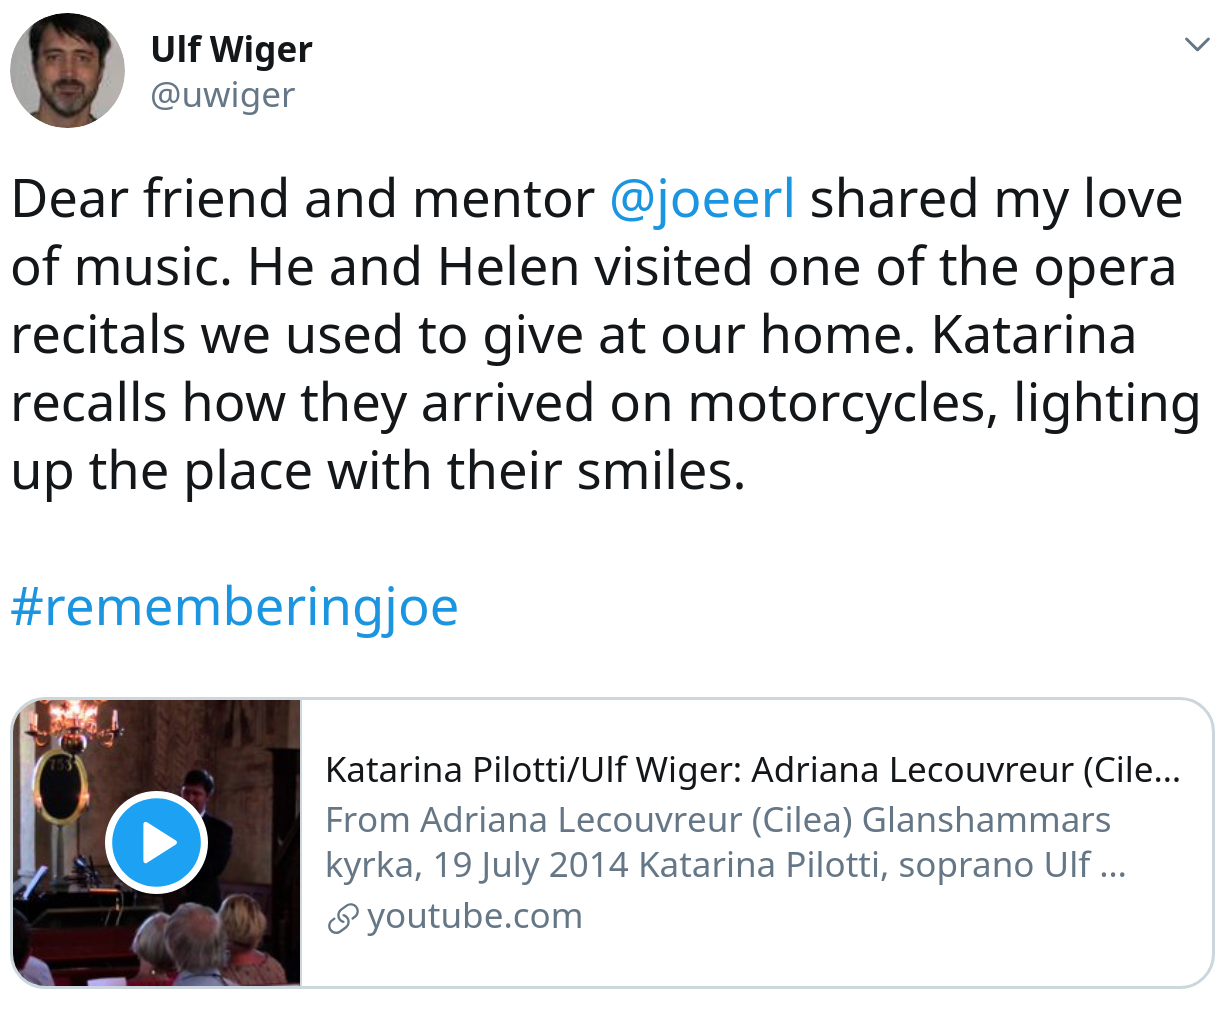 Ulf Wiger
@uwiger
Dear friend and mentor @joeerl shared my love
of music. He and Helen visited one of the opera
recitals we used to give at our home. Katarina
recalls how they arrived on motorcycles, lighting
up the place with their smiles.
#rememberingjoe
Katarina Pilotti/Ulf Wiger: Adriana Lecouvreur (Cile...
From Adriana Lecouvreur (Cilea) Glanshammars
kyrka, 19 July 2014 Katarina Pilotti, soprano Ulf ...
youtube.com